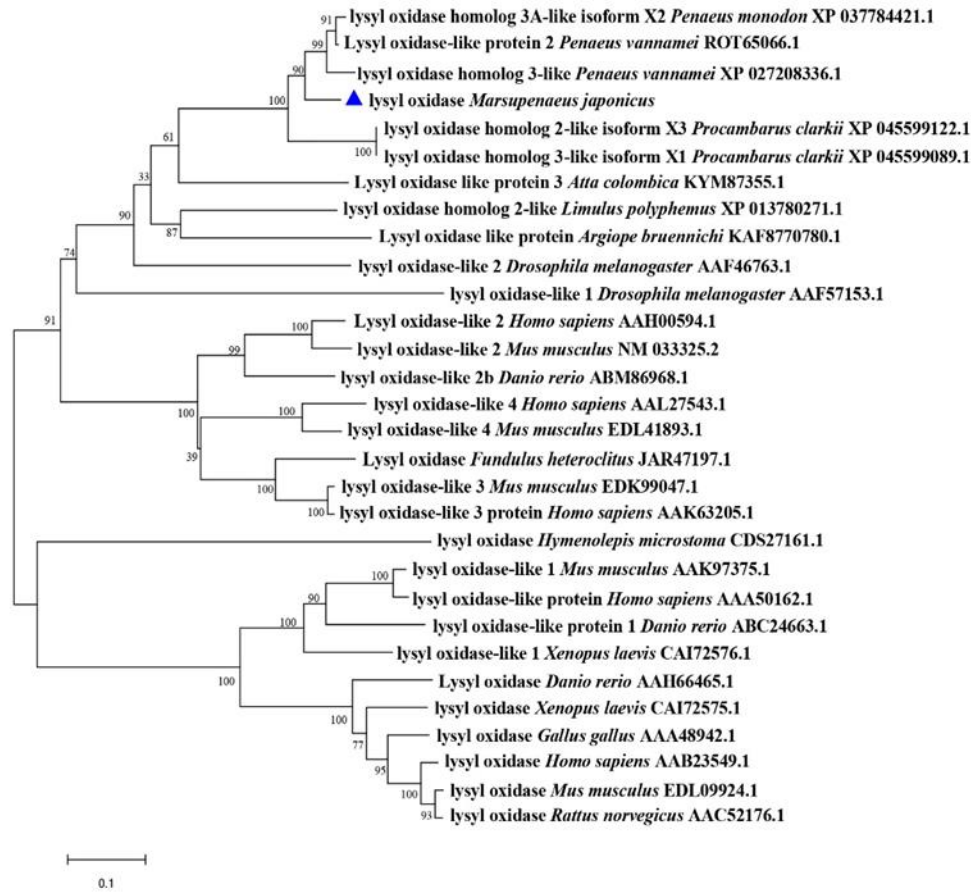 91 lysyl oxidase homolog 3A-like isoform X2 Penaeus monodon XP 037784421.1
99 Lysyl oxidase-like protein 2 Penaeus vannamei ROT65066.1
90 lysyl oxidase homolog 3-like Penaeus vannamei XP 027208336.1
100 lysyl oxidase Marsupenaeus japonicus
lysyl oxidase homolog 2-like isoform X3 Procambarus clarkii XP 045599122.1
61 100 lysyl oxidase homolog 3-like isoform X1 Procambarus clarkii XP 045599089.1
33 Lysyl oxidase like protein 3 Atta colombica KYM87355.1
90 lysyl oxidase homolog 2-like Limulus polyphemus XP 013780271.1
87 Lysyl oxidase like protein Argiope bruennichi KAF8770780.1
74 lysyl oxidase-like 2 Drosophila melanogaster AAF46763.1
lysyl oxidase-like 1 Drosophila melanogaster AAF57153.1
91 Lysyl oxidase-like 2 Homo sapiens AAH00594.1
100 lysyl oxidase-like 2 Mus musculus NM 033325.2
99 lysyl oxidase-like 2b Danio rerio ABM86968.1
100 lysyl oxidase-like 4 Homo sapiens AAL27543.1
100 lysyl oxidase-like 4 Mus musculus EDL41893.1
39 Lysyl oxidase Fundulus heteroclitus JAR47197.1
100 lysyl oxidase-like 3 Mus musculus EDK99047.1
100 lysyl oxidase-like 3 protein Homo sapiens AAK63205.1
lysyl oxidase Hymenolepis microstoma CDS27161.1
100 lysyl oxidase-like 1 Mus musculus AAK97375.1
90 lysyl oxidase-like protein Homo sapiens AAA50162.1
100 lysyl oxidase-like protein 1 Danio rerio ABC24663.1
lysyl oxidase-like 1 Xenopus laevis CAI72576.1
100 Lysyl oxidase Danio rerio AAH66465.1
lysyl oxidase Xenopus laevis CAI72575.1
77 lysyl oxidase Gallus gallus AAA48942.1
95 lysyl oxidase Homo sapiens AAB23549.1
100 lysyl oxidase Mus musculus EDL09924.1
93 lysyl oxidase Rattus norvegicus AAC52176.1
0.1